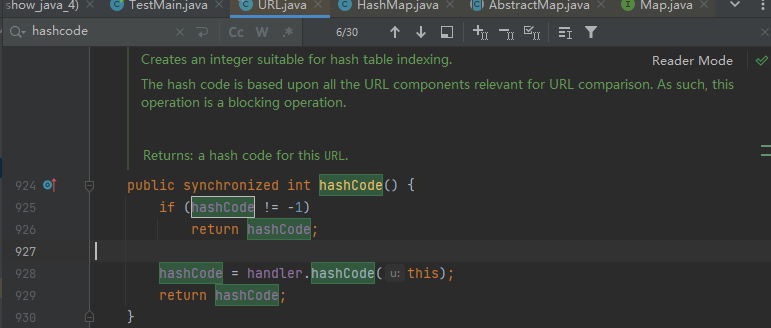 show_java_4) TestMain.java URL.java HashMap.java AbstractMap.java Map.java
hashcode Cc W .* 6/30
Creates an integer suitable for hash table indexing. Reader Mode
The hash code is based upon all the URL components relevant for URL comparison. As such, this
operation is a blocking operation.
Returns: a hash code for this URL.
924 public synchronized int hashCode() {
925 if (hashCode != -1)
926 return hashCode;
927
928 hashCode = handler.hashCode( u: this);
929 return hashCode;
930 }